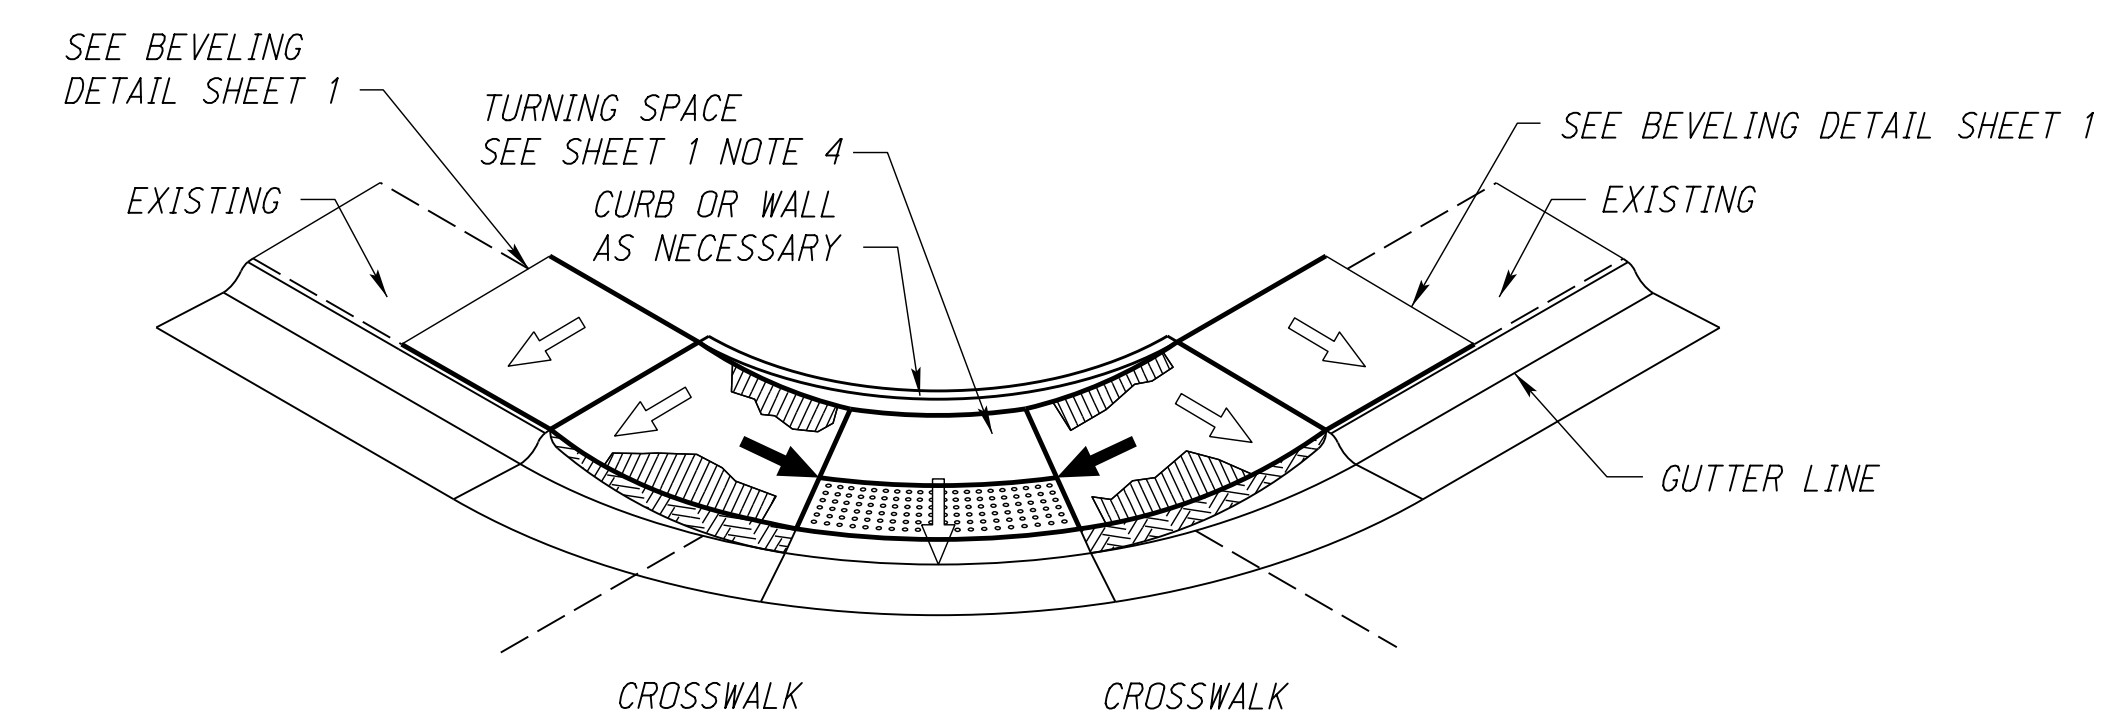 SEE BEVELING
DETAIL SHEET 1
TURNING SPACE
SEE SHEET 1 NOTE 4
SEE BEVELING DETAIL SHEET 1
EXISTING
CURB OR WALL
AS NECESSARY
EXISTING
GUTTER LINE
CROSSWALK
CROSSWALK